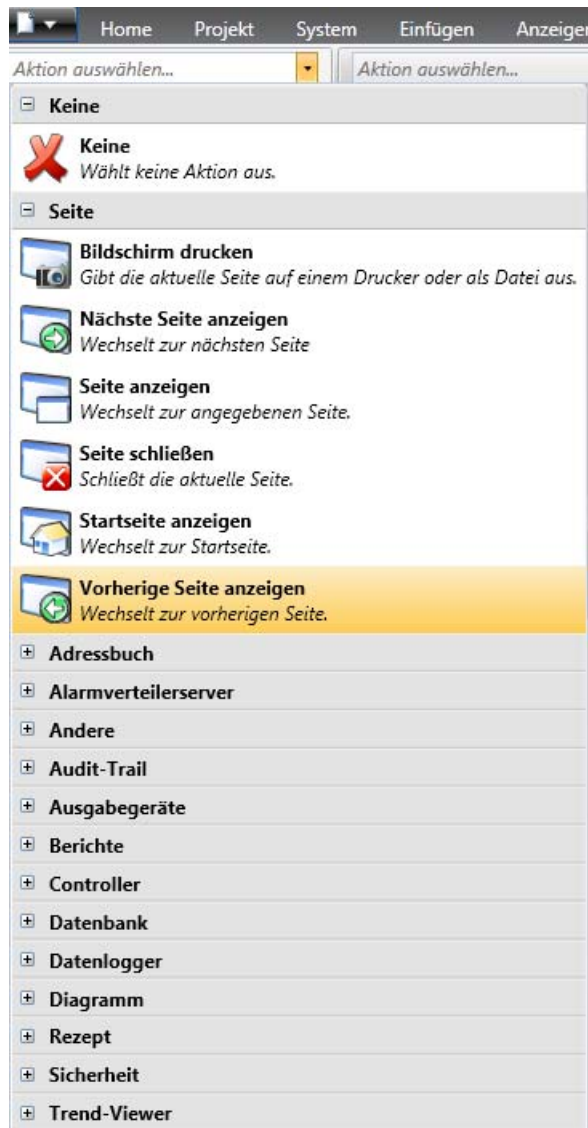 Home Projekt System Einfügen
Aktion auswählen... Aktion auswählen...
Keine
Keine
Wählt keine Aktion aus.
Seite
Bildschirm drucken
Gibt die aktuelle Seite auf einem Drucker oder als Datei aus.
Nächste Seite anzeigen
Wechselt zur nächsten Seite
Seite anzeigen
Wechselt zur angegebenen Seite.
Seite schließen
Schließt die aktuelle Seite.
Startseite anzeigen
Wechselt zur Startseite.
Vorherige Seite anzeigen
Wechselt zur vorherigen Seite.
Adressbuch
Alarmverteilerserver
Andere
Audit-Trail
Ausgabegeräte
Berichte
Controller
Datenbank
Datenlogger
Diagramm
Rezept
Sicherheit
Trend-Viewer